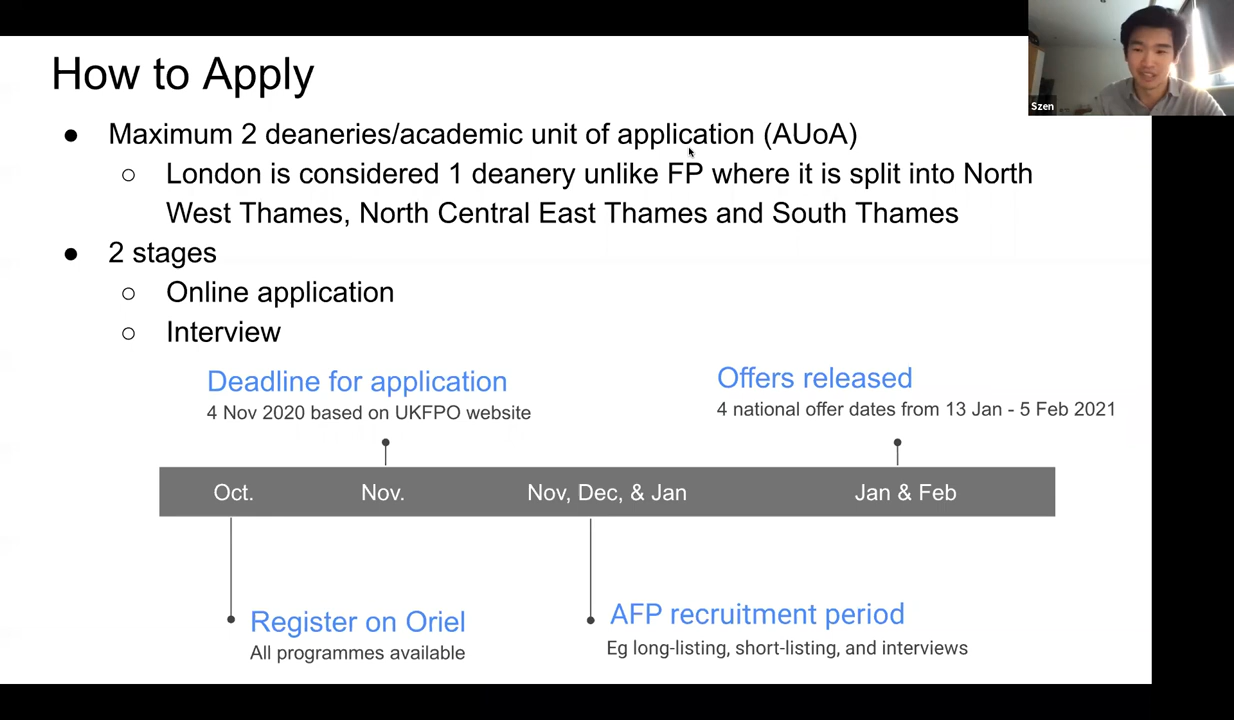 How to Apply
Szen
● Maximum 2 deaneries/academic unit of application (AUoA)
○ London is considered 1 deanery unlike FP where it is split into North
West Thames, North Central East Thames and South Thames
● 2 stages
○ Online application
○ Interview
Deadline for application
4 Nov 2020 based on UKFPO website
Offers released
4 national offer dates from 13 Jan - 5 Feb 2021
Oct. Nov. Nov, Dec, & Jan Jan & Feb
Register on Oriel
All programmes available
AFP recruitment period
Eg long-listing, short-listing, and interviews